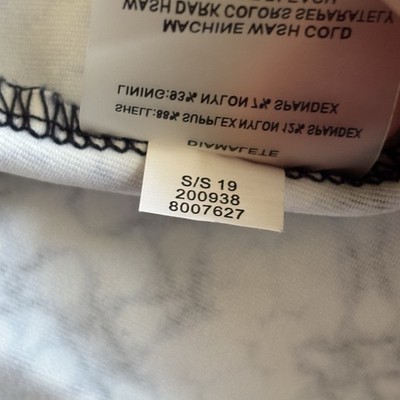 SHELL:88% SUPPLEX NYLON 12% SPANDEX
LINING:93% NYLON 7% SPANDEX
MACHINE WASH COLD
WASH DARK COLORS SEPARATELY
BLEACH
S/S 19
200938
8007627